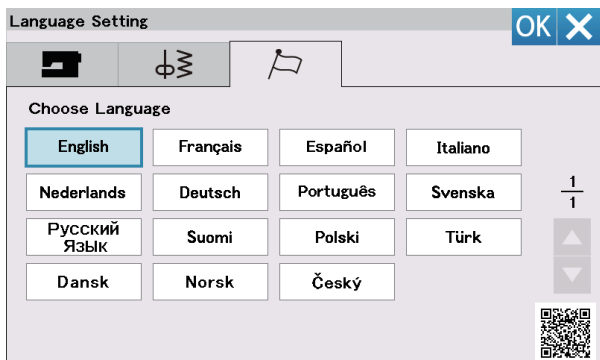 Language Setting
OK
Choose Language
English Français Español Italiano
Nederlands Deutsch Português Svenska
1
1
Русский
Язык
Suomi Polski Türk
Dansk Norsk Český